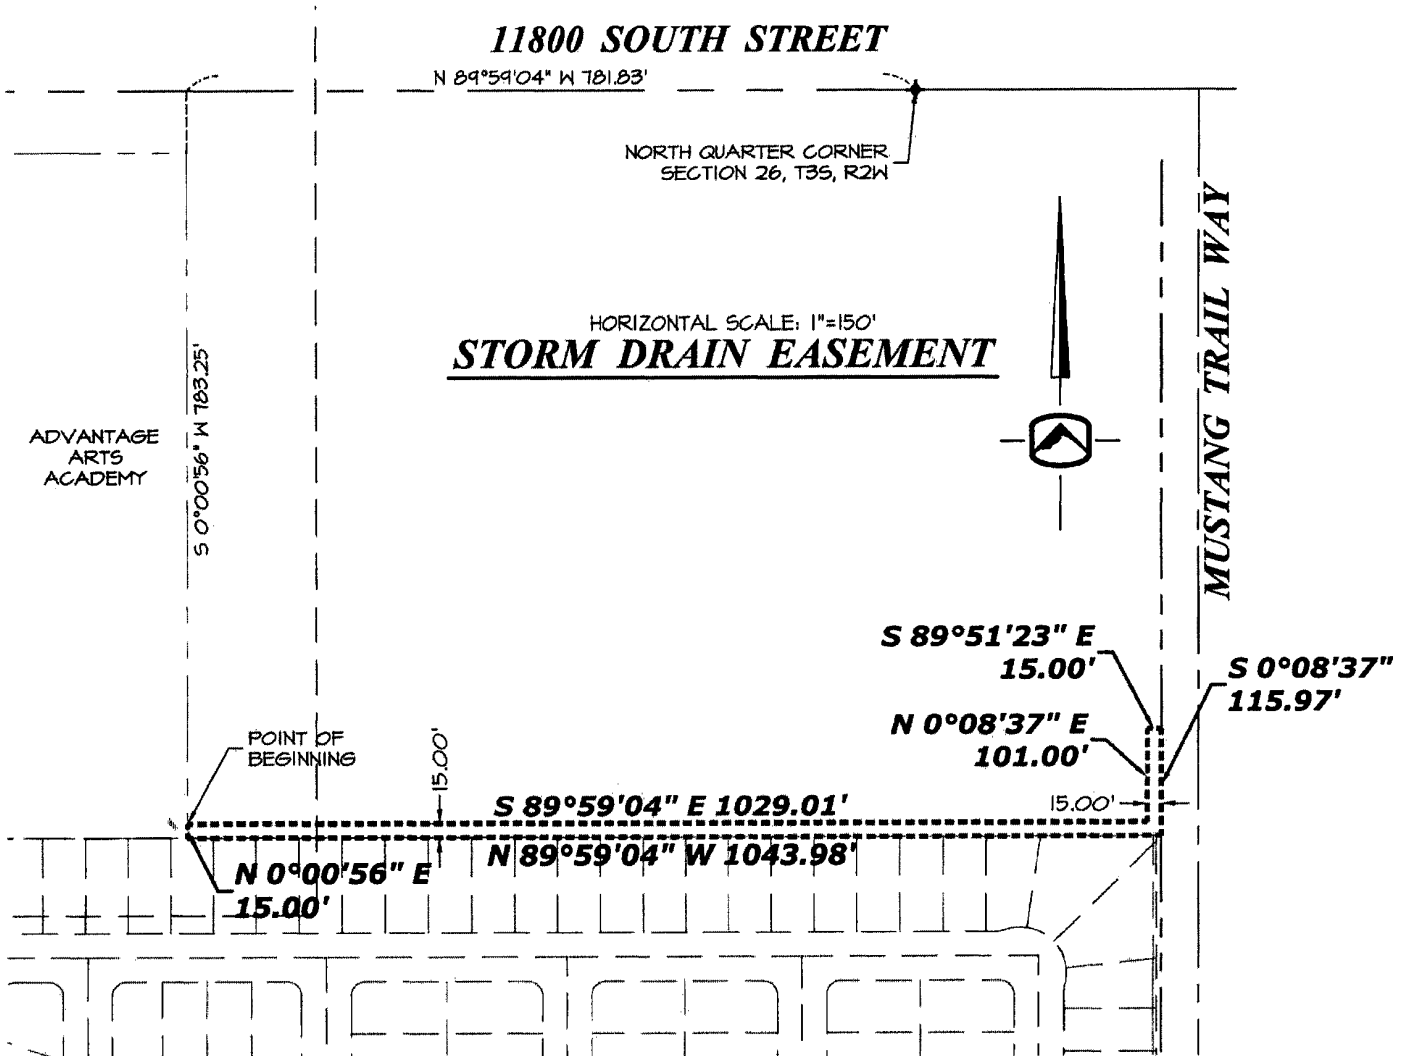 11800 SOUTH STREET
N 89°59'04" W 781.83'
NORTH QUARTER CORNER
SECTION 26, T3S, R2W
MUSTANG TRAIL WAY
HORIZONTAL SCALE: 1"=150'
STORM DRAIN EASEMENT
S 0°00'56" W 783.25'
ADVANTAGE
ARTS
ACADEMY
S 89°51'23" E
15.00'
S 0°08'37"
115.97'
N 0°08'37" E
101.00'
POINT OF
BEGINNING
15.00'
15.00'
S 89°59'04" E 1029.01'
N 89°59'04" W 1043.98'
N 0°00'56" E
15.00'